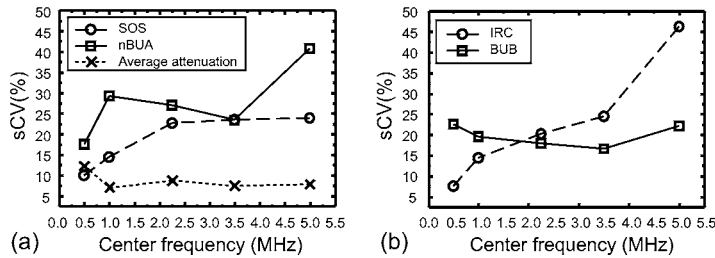 50
45
40
35
30
25
20
15
10
5
sCV(%)
SOS
nBUA
Average attenuation
0.0 0.5 1.0 1.5 2.0 2.5 3.0 3.5 4.0 4.5 5.0 5.5
Center frequency (MHz)
(a)
50
45
40
35
30
25
20
15
10
5
sCV(%)
IRC
BUB
0.0 0.5 1.0 1.5 2.0 2.5 3.0 3.5 4.0 4.5 5.0 5.5
Center frequency (MHz)
(b)